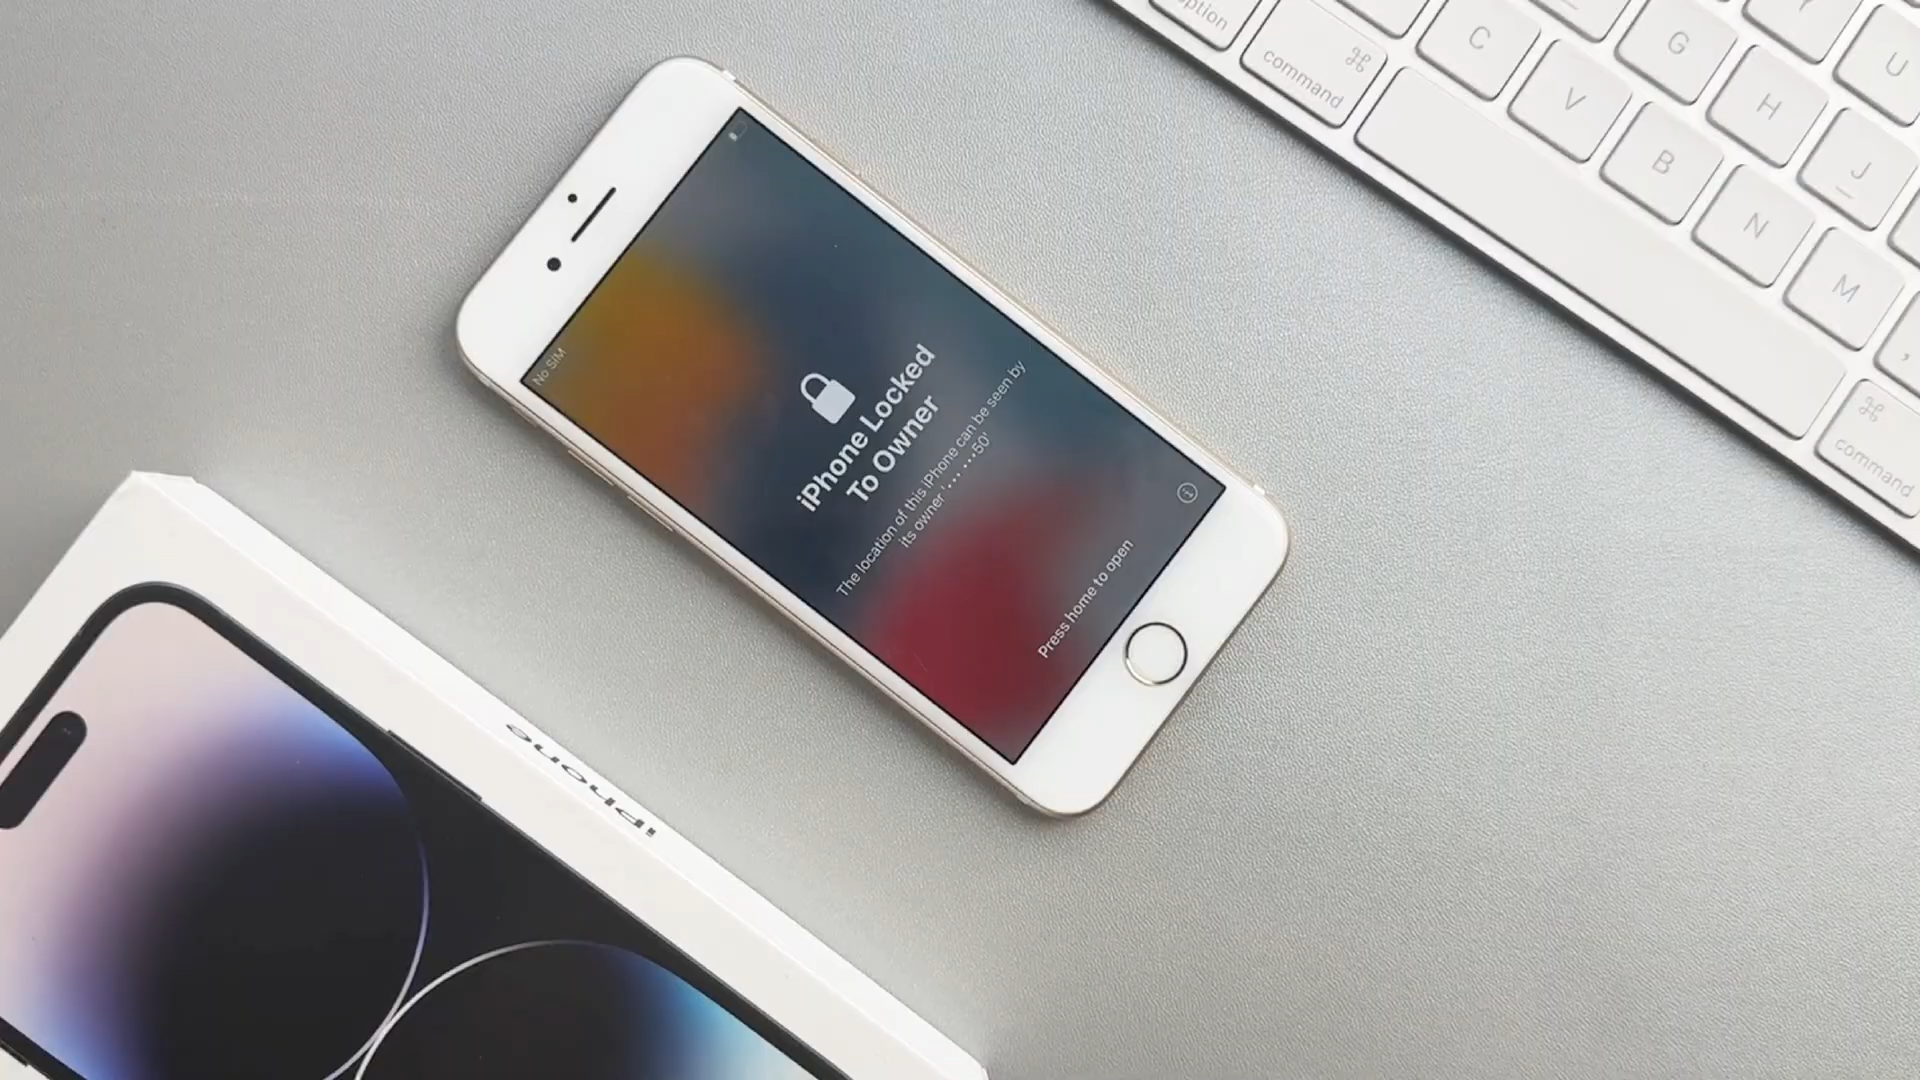 No SIM
iPhone Locked
To Owner
The location of this iPhone can be seen by
its owner '••• •••50'
Press home to open
iPhone
option
⌘
command
C
V
B
N
M
,
G
H
J
Y
U
⌘
command